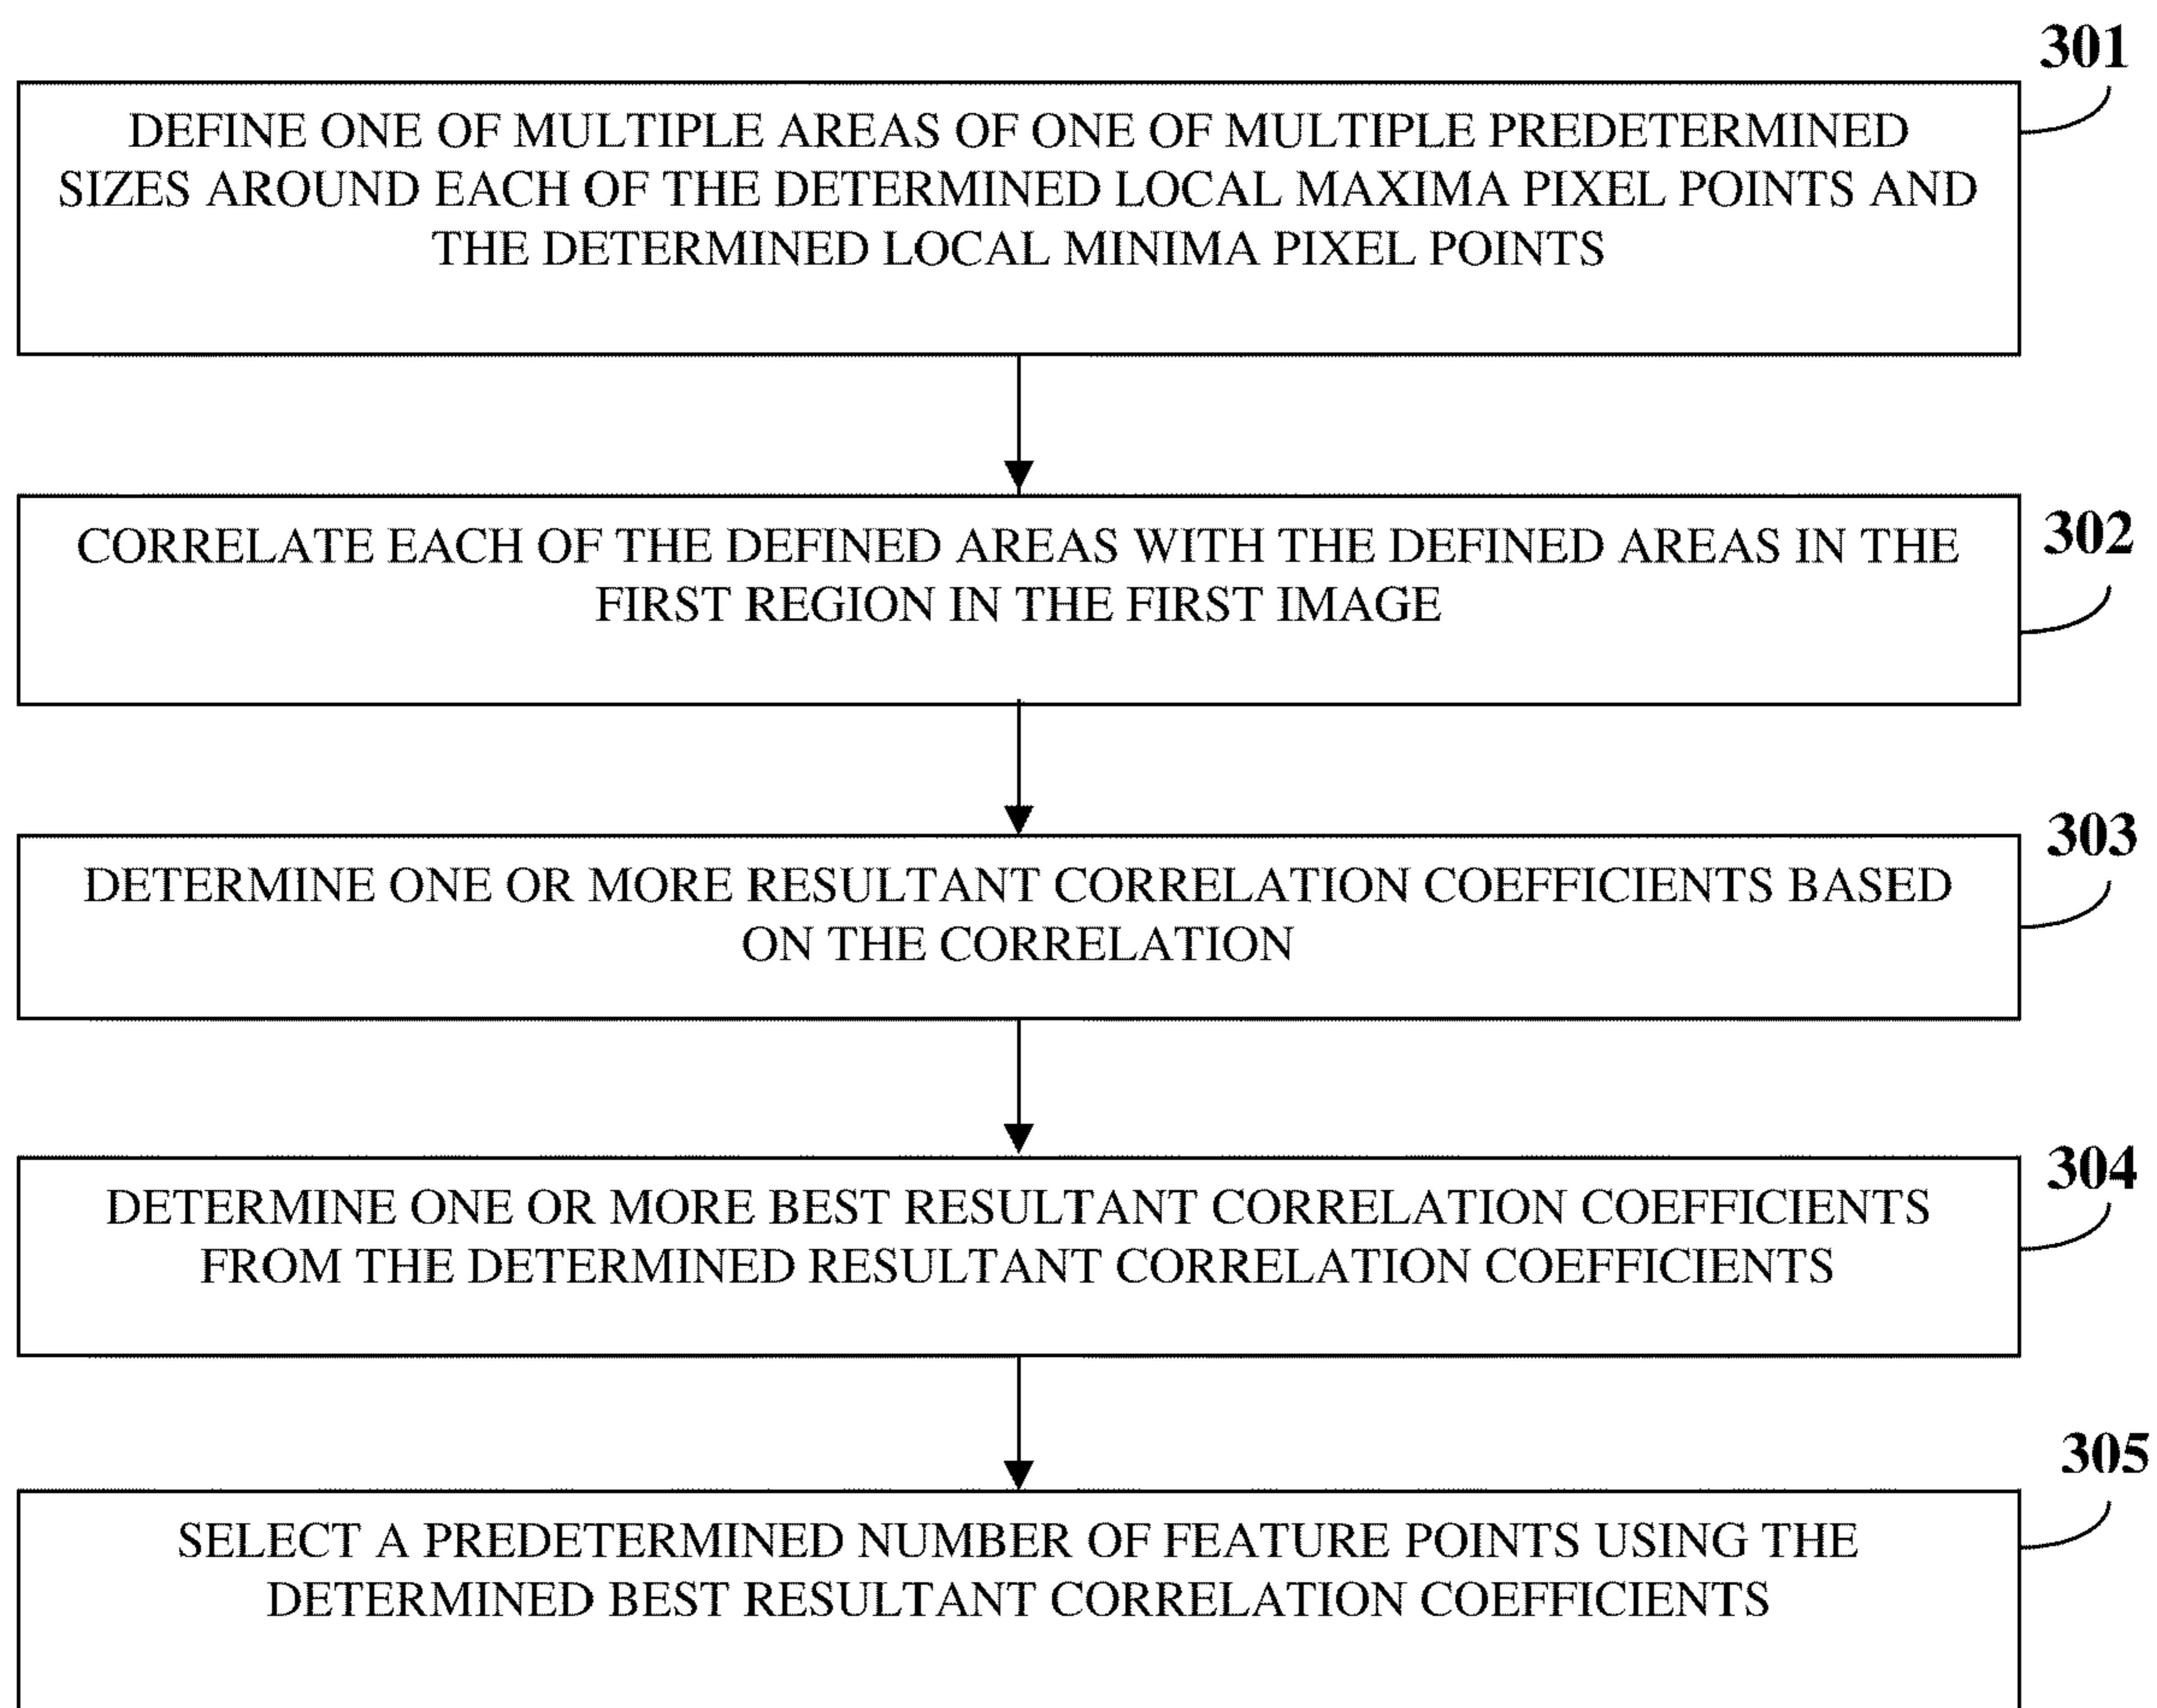 301
DEFINE ONE OF MULTIPLE AREAS OF ONE OF MULTIPLE PREDETERMINED
SIZES AROUND EACH OF THE DETERMINED LOCAL MAXIMA PIXEL POINTS AND
THE DETERMINED LOCAL MINIMA PIXEL POINTS
302
CORRELATE EACH OF THE DEFINED AREAS WITH THE DEFINED AREAS IN THE
FIRST REGION IN THE FIRST IMAGE
303
DETERMINE ONE OR MORE RESULTANT CORRELATION COEFFICIENTS BASED
ON THE CORRELATION
304
DETERMINE ONE OR MORE BEST RESULTANT CORRELATION COEFFICIENTS
FROM THE DETERMINED RESULTANT CORRELATION COEFFICIENTS
305
SELECT A PREDETERMINED NUMBER OF FEATURE POINTS USING THE
DETERMINED BEST RESULTANT CORRELATION COEFFICIENTS